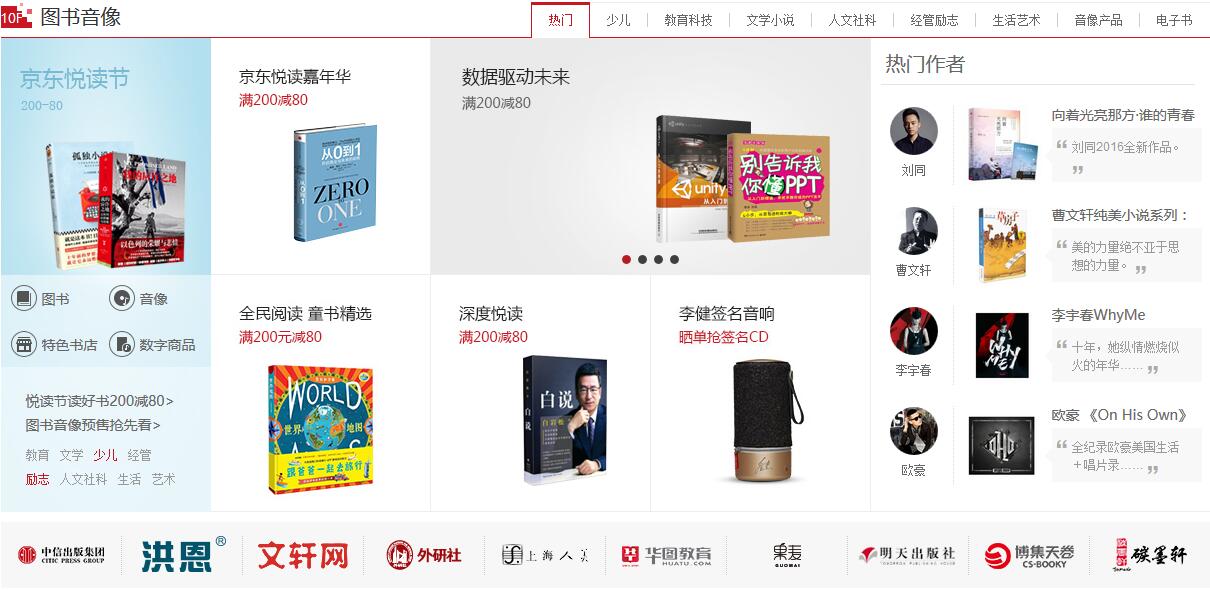 10F 图书音像
热门
少儿
教育科技
文学小说
人文社科
经管励志
生活艺术
音像产品
电子书
京东悦读节
200-80
孤独小说
图书
音像
特色书店
数字商品
悦读节读好书200减80>
图书音像预售抢先看>
教育 文学 少儿 经管
励志 人文社科 生活 艺术
京东悦读嘉年华
满200减80
从0到1
ZERO
ONE
数据驱动未来
满200减80
unity
别告诉我
你懂PPT
全民阅读 童书精选
满200元减80
WORLD
世界
地图
跟爸爸一起去旅行
深度悦读
满200减80
白说
白岩松
李健签名音响
晒单抢签名CD
热门作者
刘同
向着光亮那方·谁的青春
“ 刘同2016全新作品。
”
曹文轩
草房子
曹文轩纯美小说系列：
“ 美的力量绝不亚于思
想的力量。 ”
李宇春
WHY
ME
李宇春WhyMe
“ 十年，她纵情燃烧似
火的年华…… ”
欧豪
OHO
欧豪 《On His Own》
“ 全纪录欧豪美国生活
＋唱片录…… ”
中信出版集团
CITIC PRESS GROUP
洪恩®
文轩网
外研社
上海人美
华图教育
HUATU.COM
果麦
GUOMAI
明天出版社
TOMORROW PUBLISHING HOUSE
博集天卷
CS-BOOKY
碳墨轩